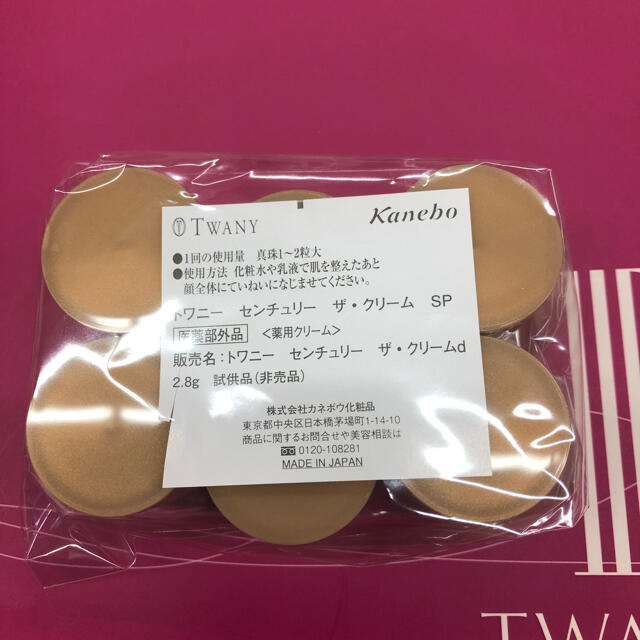 TWANY Kanebo
●1回の使用量 真珠1~2粒大
●使用方法 化粧水や乳液で肌を整えたあと
顔全体にていねいになじませてください。
トワニー センチュリー ザ・クリーム SP
医薬部外品 <薬用クリーム>
販売名:トワニー センチュリー ザ・クリームd
2.8g 試供品(非売品)
株式会社カネボウ化粧品
東京都中央区日本橋茅場町1-14-10
商品に関するお問合せや美容相談は
0120-108281
MADE IN JAPAN
TWA